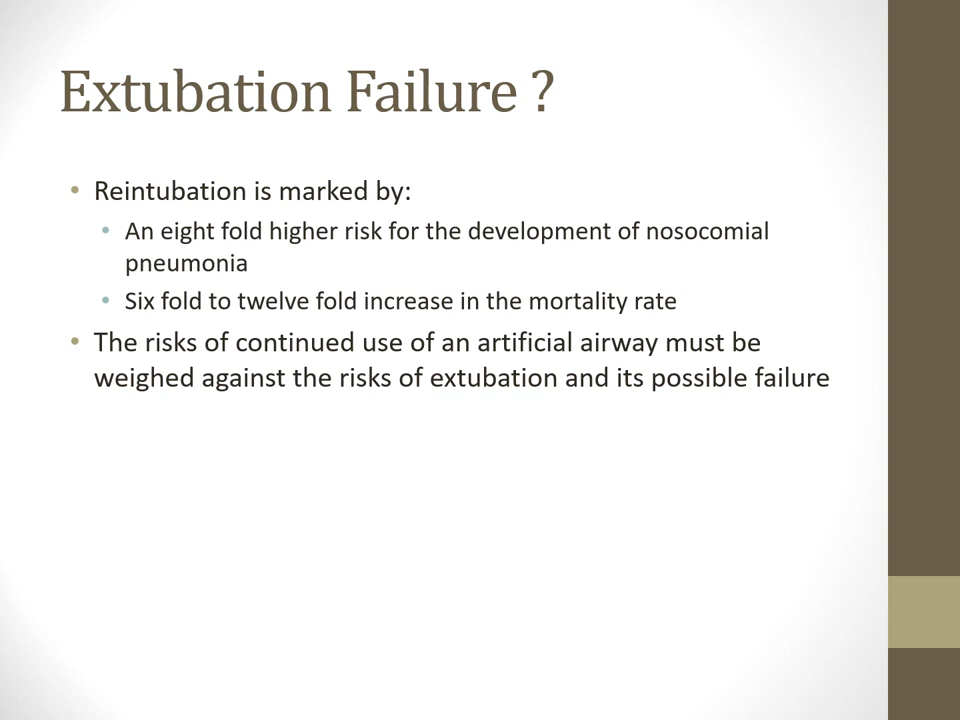 Extubation Failure ?
• Reintubation is marked by:
• An eight fold higher risk for the development of nosocomial
pneumonia
• Six fold to twelve fold increase in the mortality rate
• The risks of continued use of an artificial airway must be
weighed against the risks of extubation and its possible failure